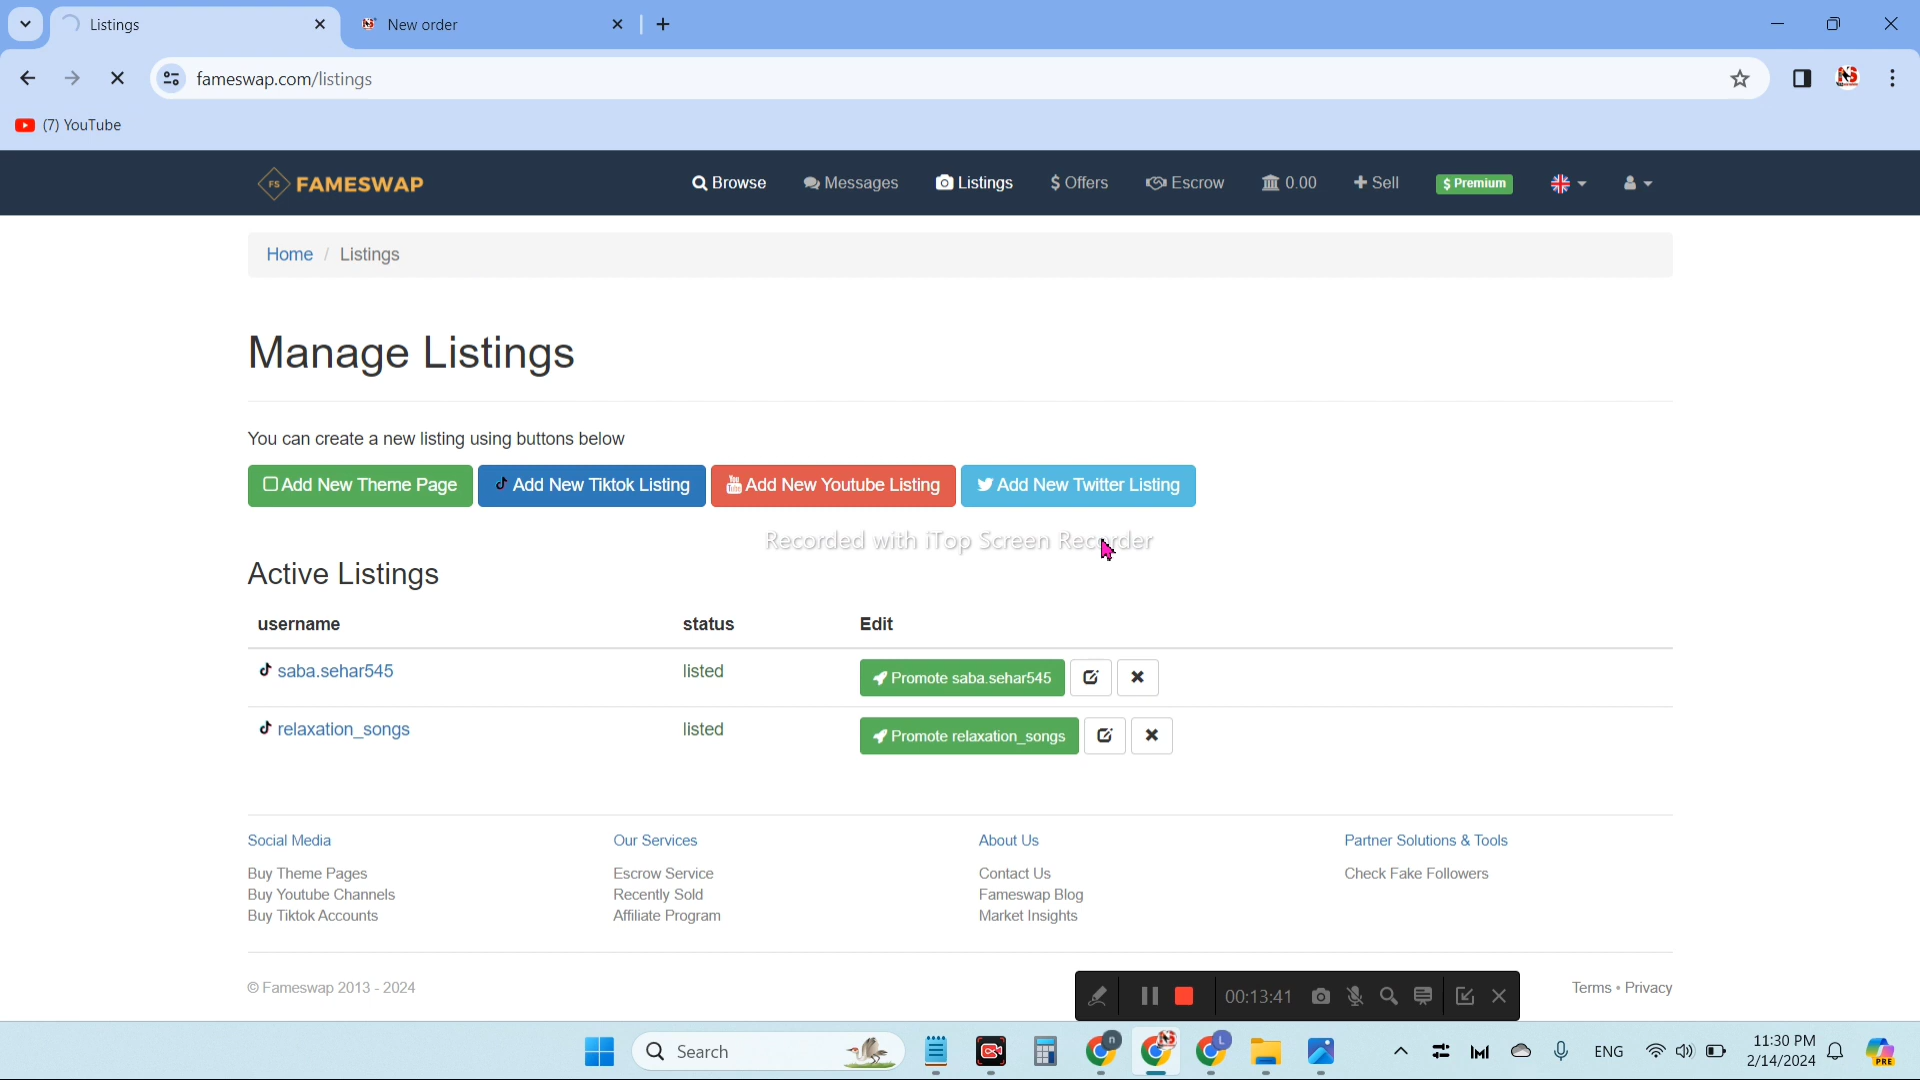 Listings
New order
fameswap.com/listings
(7) YouTube
FS FAMESWAP
Browse Messages Listings $ Offers Escrow 0.00 + Sell $ Premium
Home / Listings
Manage Listings
You can create a new listing using buttons below
Add New Theme Page Add New Tiktok Listing Add New Youtube Listing Add New Twitter Listing
Recorded with iTop Screen Recorder
Active Listings
username status Edit
saba.sehar545 listed Promote saba.sehar545
relaxation_songs listed Promote relaxation_songs
Social Media Our Services About Us Partner Solutions & Tools
Buy Theme Pages Escrow Service Contact Us Check Fake Followers
Buy Youtube Channels Recently Sold Fameswap Blog
Buy Tiktok Accounts Affiliate Program Market Insights
© Fameswap 2013 - 2024
00:13:41
Terms • Privacy
Search
n
L
ENG
11:30 PM
2/14/2024
PRE